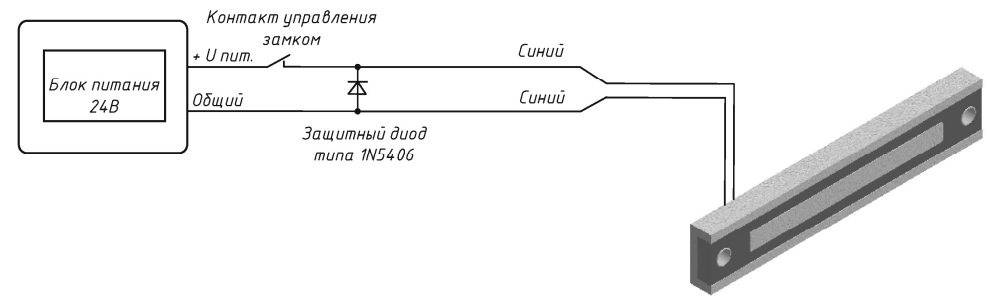 Контакт управления
замком
+ U пит.
Синий
Блок питания
24В
Общий
Синий
Защитный диод
типа 1N5406